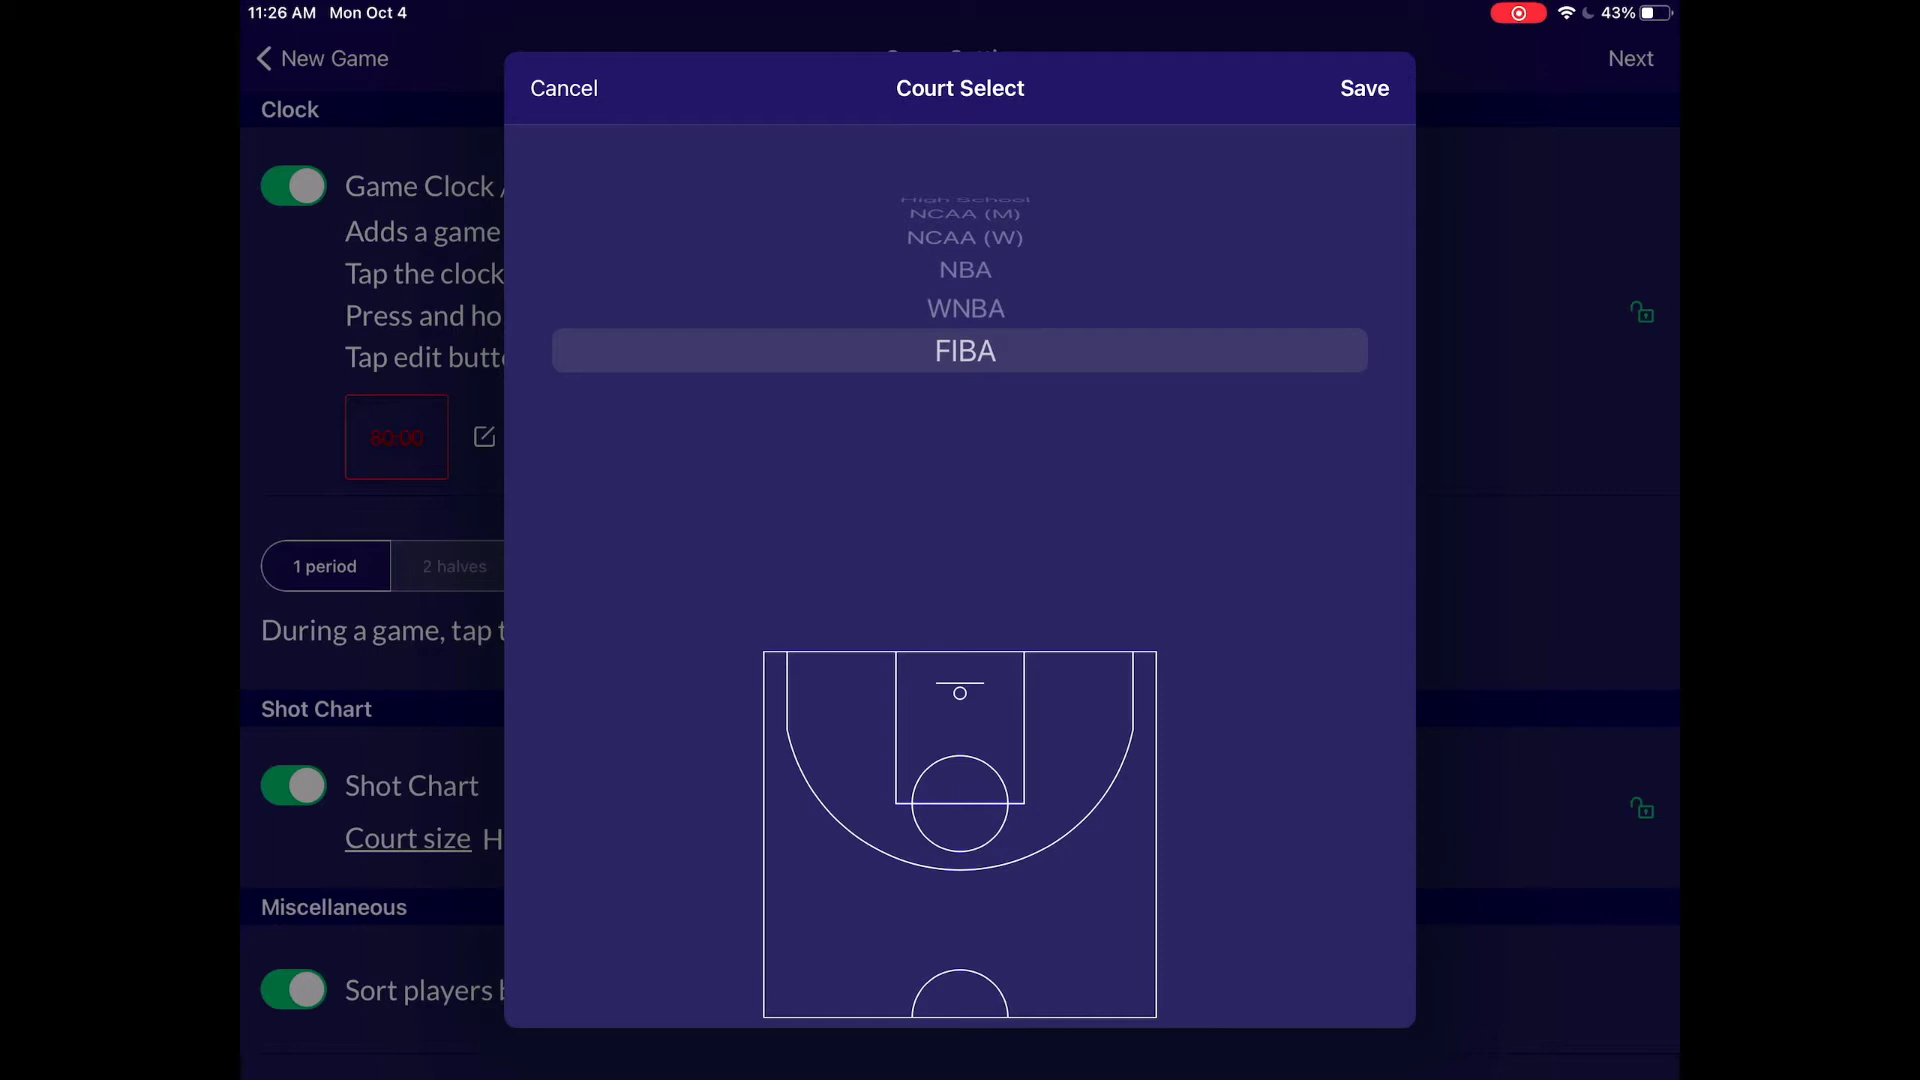 11:26 AM Mon Oct 4
43%
New Game
Next
Cancel
Court Select
Save
Clock
Game Clock
Adds a game
Tap the clock
Press and ho
Tap edit butt
80:00
High School
NCAA (M)
NCAA (W)
NBA
WNBA
FIBA
1 period
2 halves
During a game, tap t
Shot Chart
Shot Chart
Court size H
Miscellaneous
Sort players b